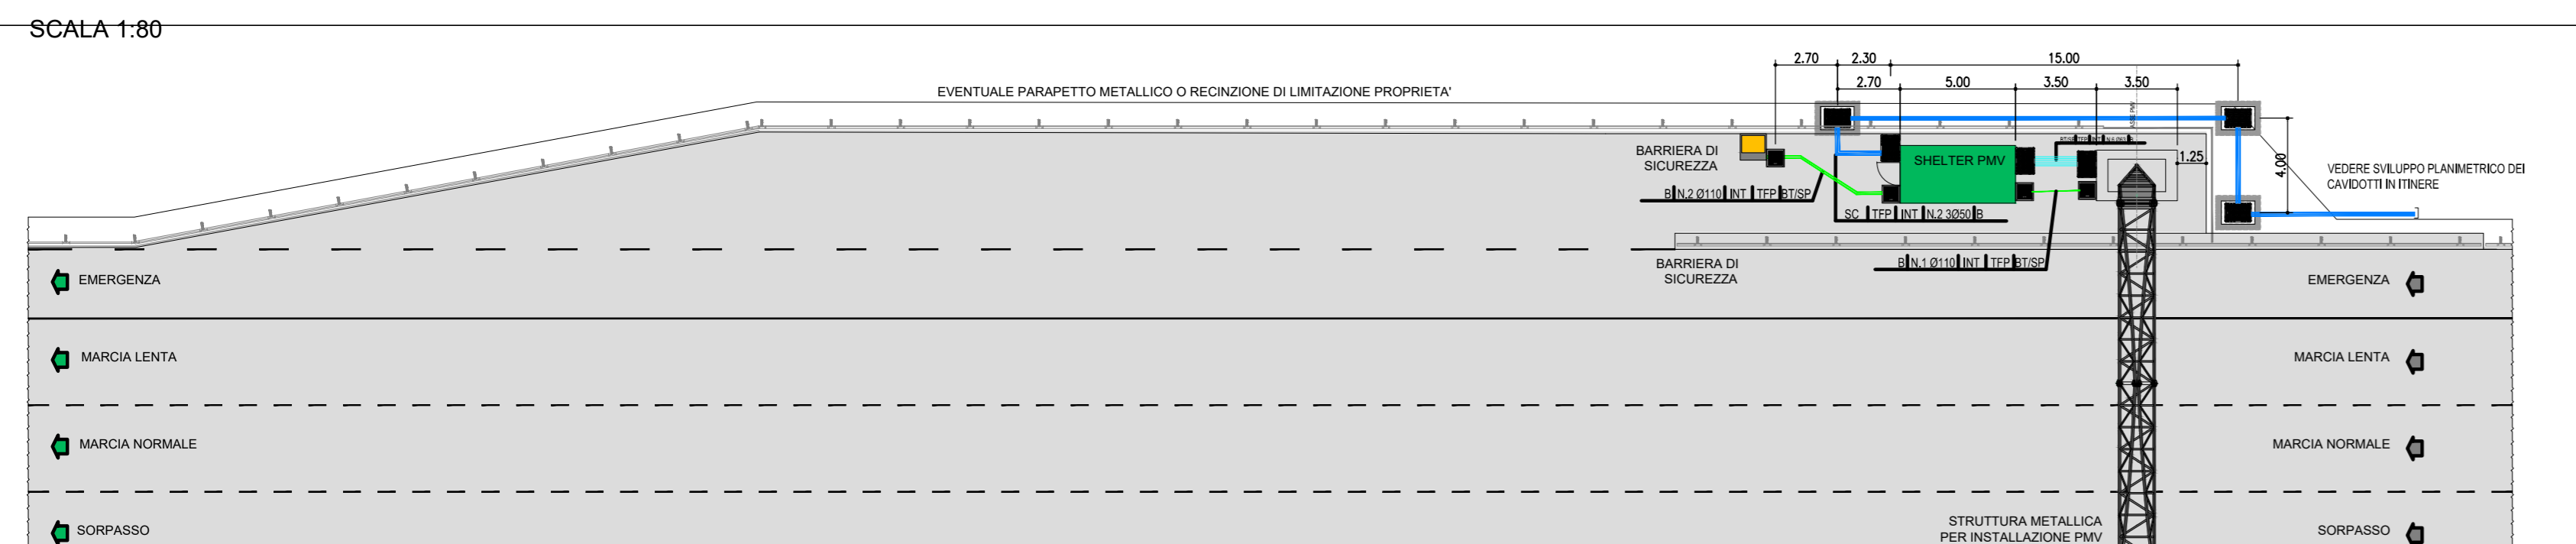 SCALA 1:80
2.70
2.30
15.00
2.70
5.00
3.50
3.50
EVENTUALE PARAPETTO METALLICO O RECINZIONE DI LIMITAZIONE PROPRIETA'
ASSE PMV
BARRIERA DI
SICUREZZA
SHELTER PMV
1.25
4.00
VEDERE SVILUPPO PLANIMETRICO DEI
CAVIDOTTI IN ITINERE
B N.2 Ø110 INT TFP BT/SP
SC TFP INT N.2 3Ø50 B
BARRIERA DI
SICUREZZA
B N.1 Ø110 INT TFP BT/SP
EMERGENZA
EMERGENZA
MARCIA LENTA
MARCIA LENTA
MARCIA NORMALE
MARCIA NORMALE
STRUTTURA METALLICA
PER INSTALLAZIONE PMV
SORPASSO
SORPASSO